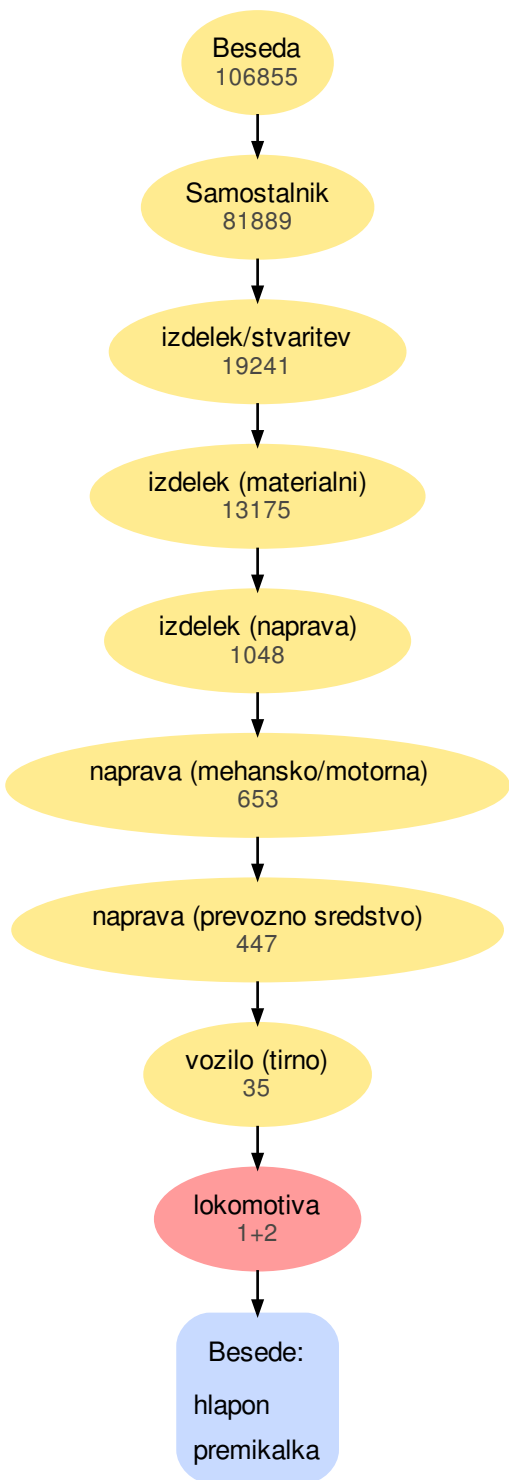 Beseda
106855
Samostalnik
81889
izdelek/stvaritev
19241
izdelek (materialni)
13175
izdelek (naprava)
1048
naprava (mehansko/motorna)
653
naprava (prevozno sredstvo)
447
vozilo (tirno)
35
lokomotiva
1+2
Besede:
hlapon
premikalka